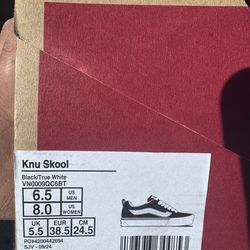 Knu Skool
Black/True White
VN0009QC6BT
6.5 US MEN
8.0 US WOMEN
UK EUR CM
5.5 38.5 24.5
PO#4200442694
SJV - 09/24